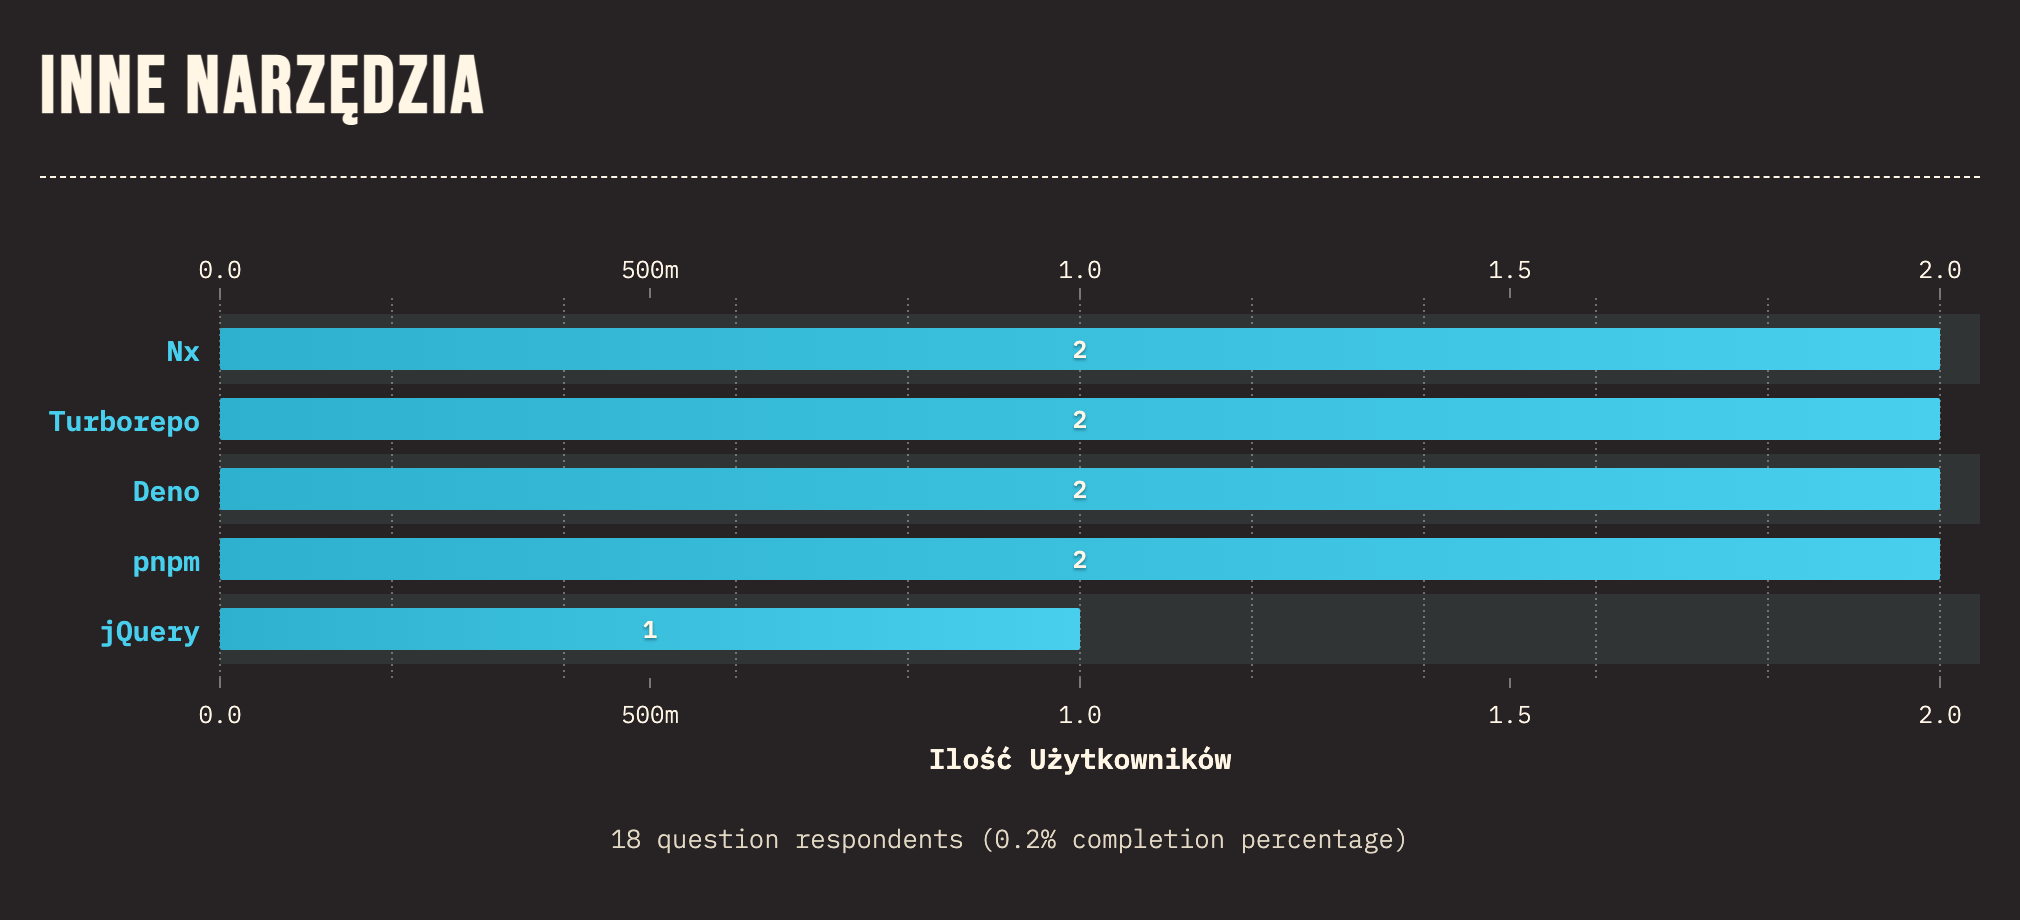 INNE NARZĘDZIA
0.0 500m 1.0 1.5 2.0
Nx 2
Turborepo 2
Deno 2
pnpm 2
jQuery 1
0.0 500m 1.0 1.5 2.0
Ilość Użytkowników
18 question respondents (0.2% completion percentage)